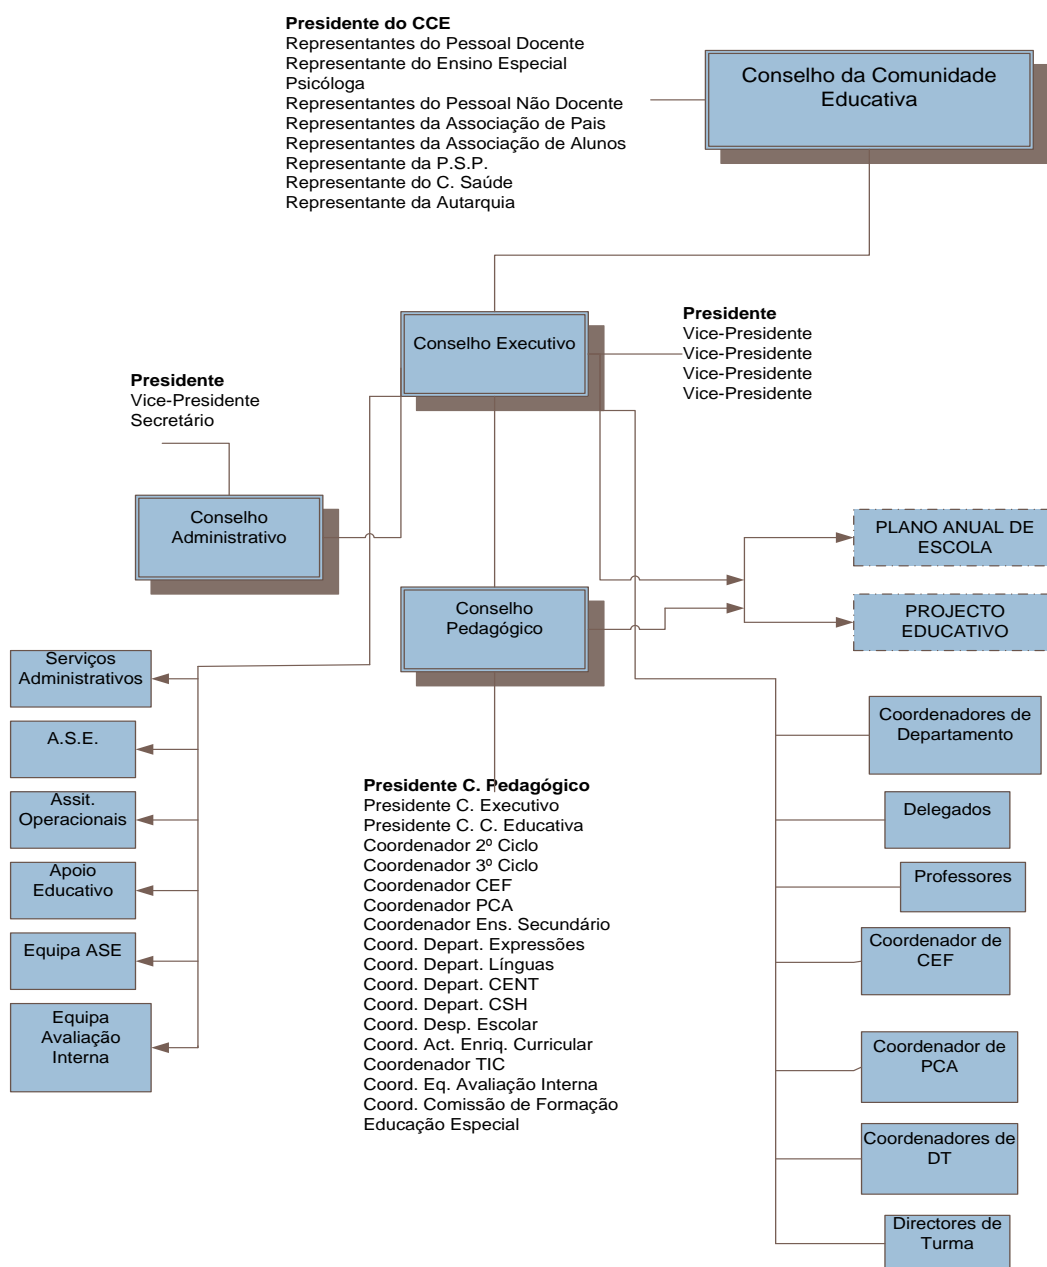 Presidente do CCE
Representantes do Pessoal Docente
Representante do Ensino Especial
Psicóloga
Representantes do Pessoal Não Docente
Representantes da Associação de Pais
Representantes da Associação de Alunos
Representante da P.S.P.
Representante do C. Saúde
Representante da Autarquia
Conselho da Comunidade
Educativa
Conselho Executivo
Presidente
Vice-Presidente
Vice-Presidente
Vice-Presidente
Vice-Presidente
Presidente
Vice-Presidente
Secretário
Conselho
Administrativo
PLANO ANUAL DE
ESCOLA
Conselho
Pedagógico
PROJECTO
EDUCATIVO
Serviços
Administrativos
A.S.E.
Assit.
Operacionais
Apoio
Educativo
Equipa ASE
Equipa
Avaliação
Interna
Presidente C. Pedagógico
Presidente C. Executivo
Presidente C. C. Educativa
Coordenador 2º Ciclo
Coordenador 3º Ciclo
Coordenador CEF
Coordenador PCA
Coordenador Ens. Secundário
Coord. Depart. Expressões
Coord. Depart. Línguas
Coord. Depart. CENT
Coord. Depart. CSH
Coord. Desp. Escolar
Coord. Act. Enriq. Curricular
Coordenador TIC
Coord. Eq. Avaliação Interna
Coord. Comissão de Formação
Educação Especial
Coordenadores de
Departamento
Delegados
Professores
Coordenador de
CEF
Coordenador de
PCA
Coordenadores de
DT
Directores de
Turma